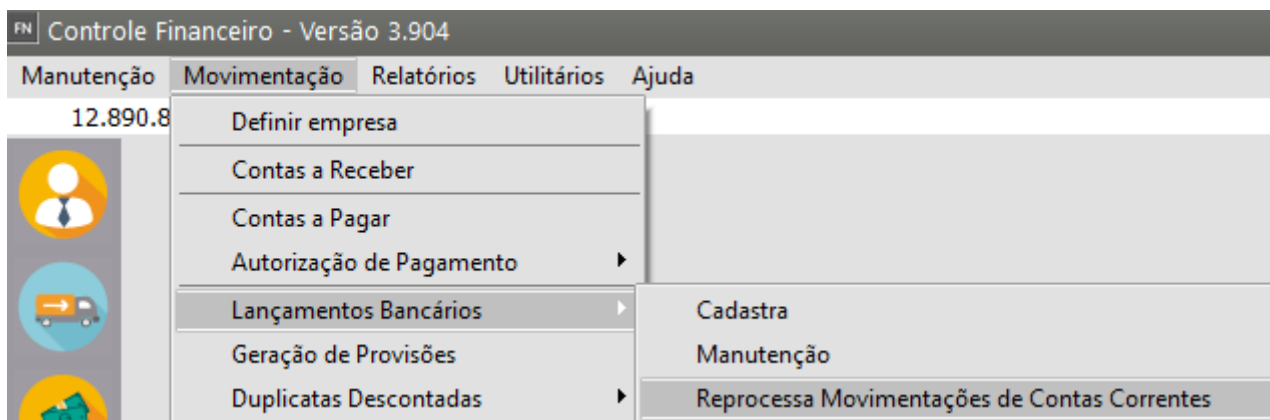 FN Controle Financeiro - Versão 3.904
Manutenção Movimentação Relatórios Utilitários Ajuda
12.890.8
Definir empresa
Contas a Receber
Contas a Pagar
Autorização de Pagamento
Lançamentos Bancários
Cadastra
Geração de Provisões
Manutenção
Duplicatas Descontadas
Reprocessa Movimentações de Contas Correntes